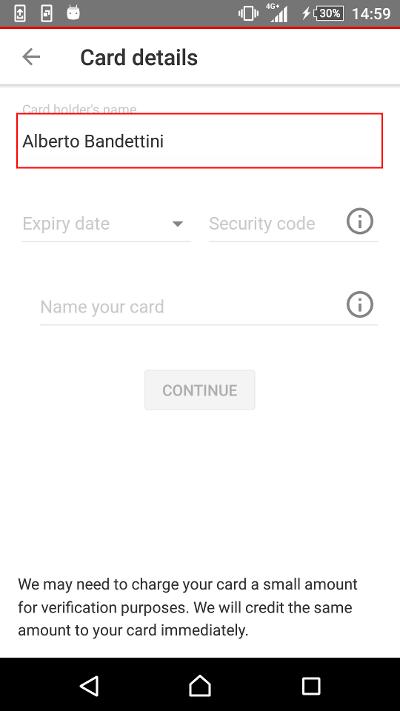 4G+ 30% 14:59
Card details
Card holder's name
Alberto Bandettini
Expiry date Security code
Name your card
CONTINUE
We may need to charge your card a small amount
for verification purposes. We will credit the same
amount to your card immediately.